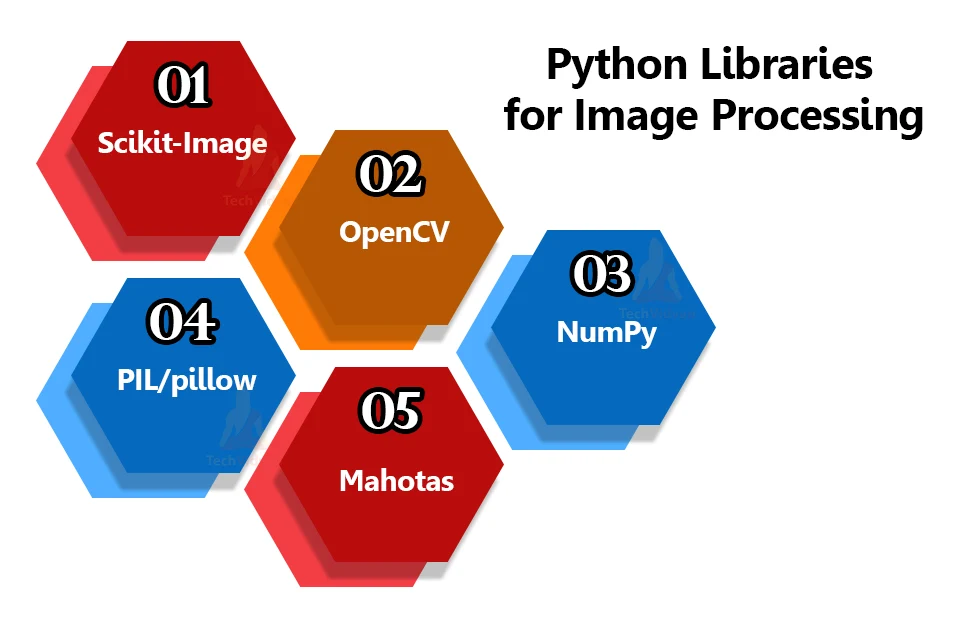 Python Libraries
for Image Processing
01
Scikit-Image
02
OpenCV
03
NumPy
04
PIL/pillow
05
Mahotas